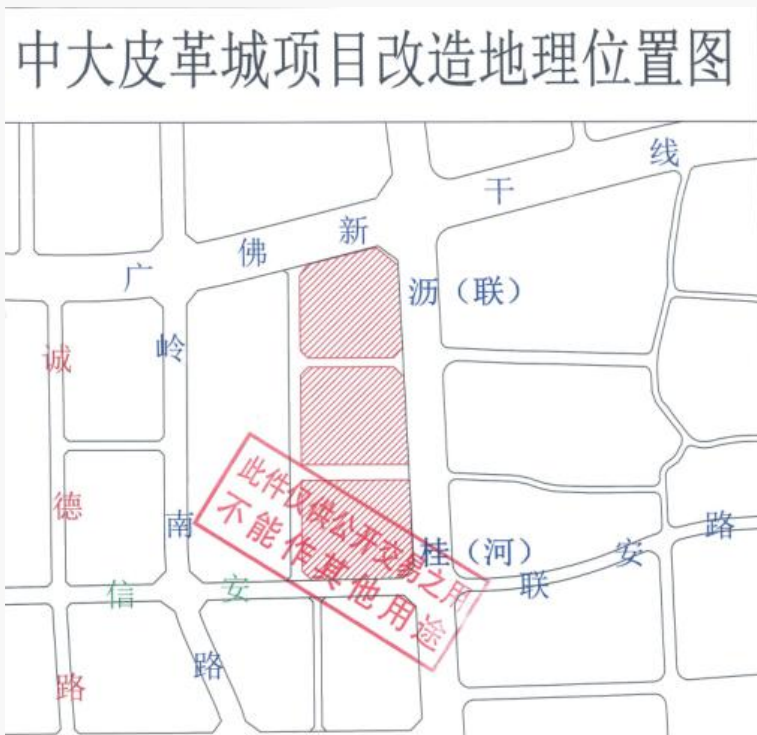 中大皮革城项目改造地理位置图
广佛新干线
沥（联）
桂（河）
诚德路
岭南路
信安
联安路
此件仅供公开交易之用
不能作其他用途